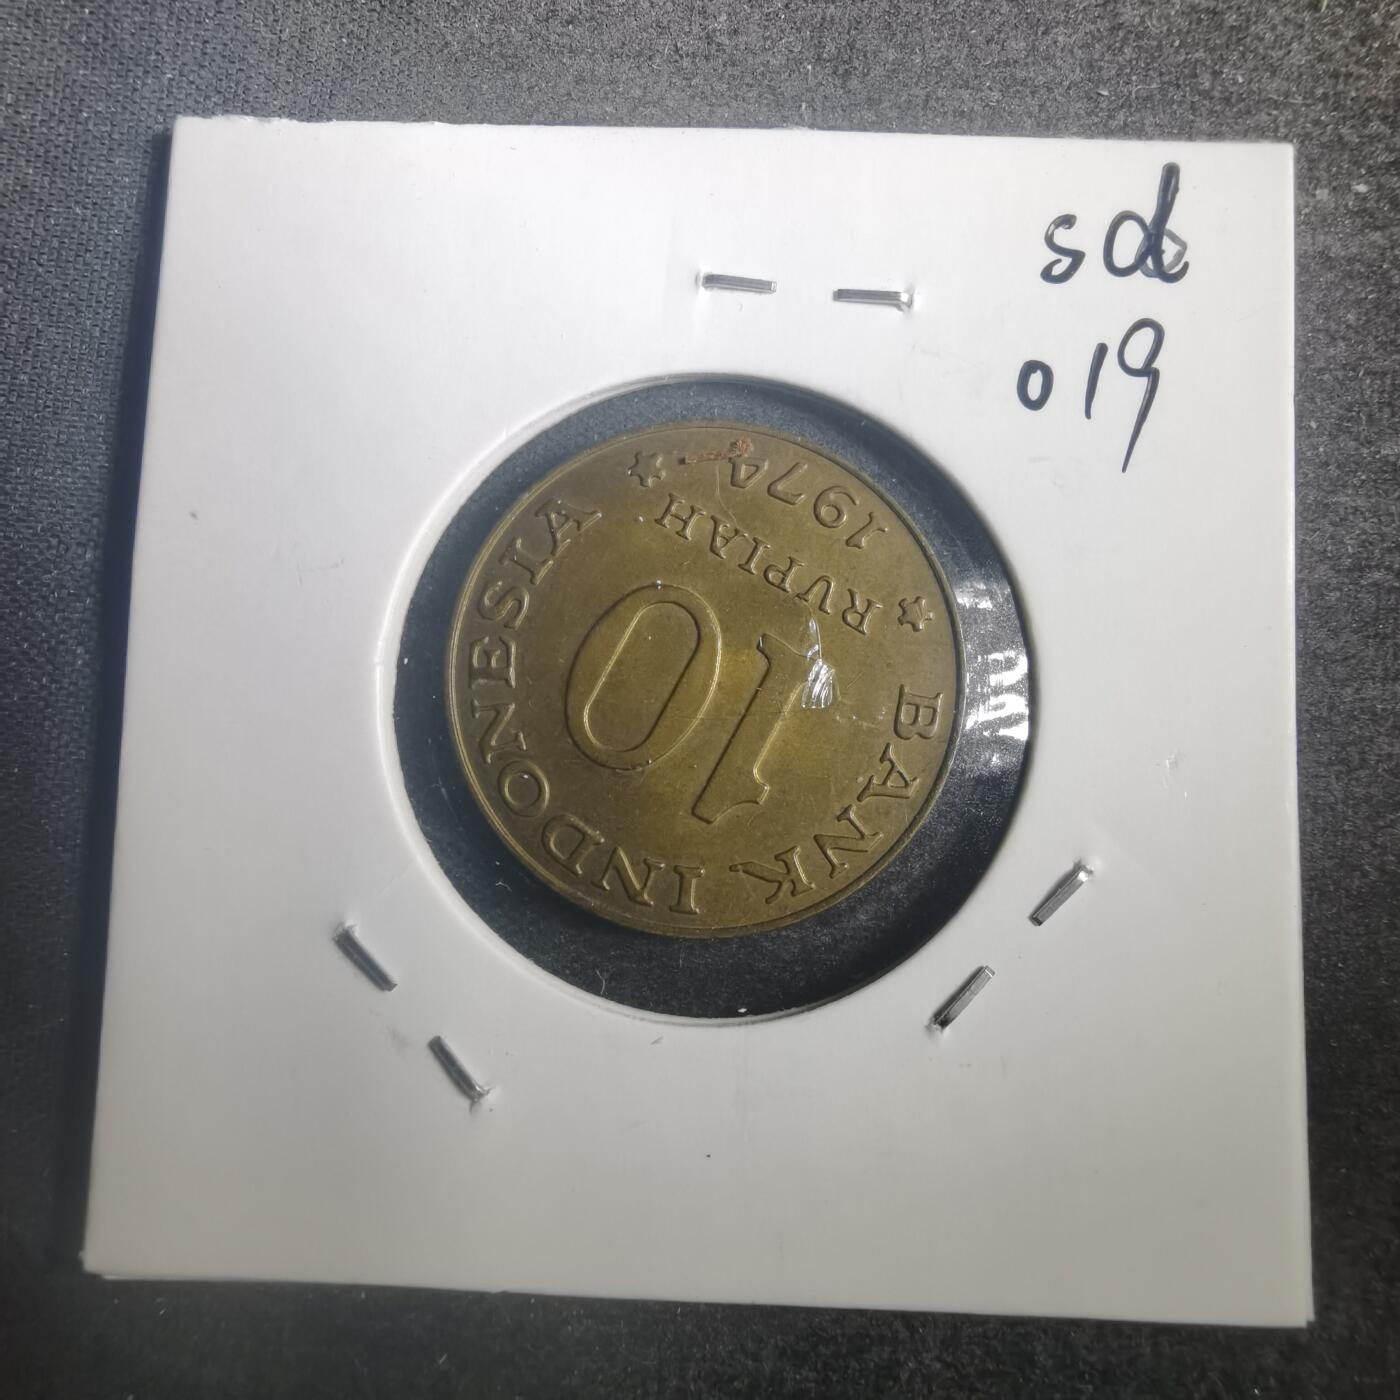 sd
019
BANK INDONESIA
10
RUPIAH
1974